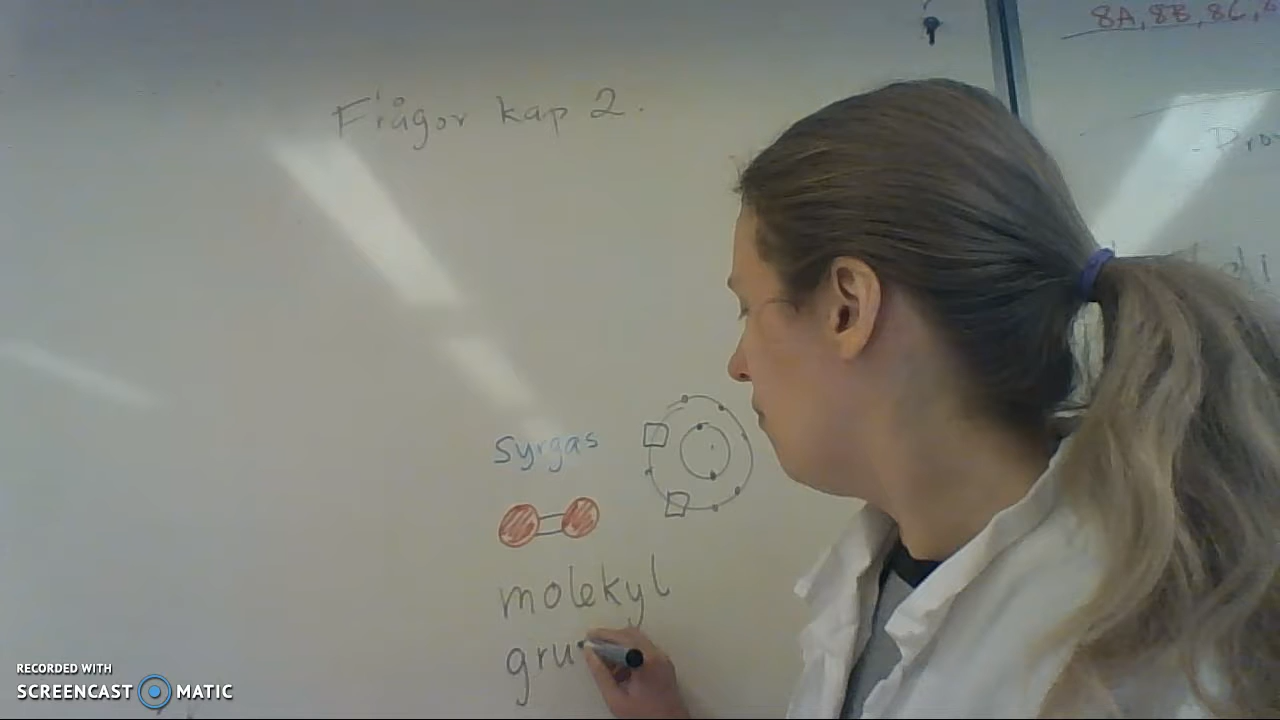 8A, 8B, 8C,
Frågor kap 2.
syrgas
molekyl
gru
RECORDED WITH
SCREENCAST MATIC